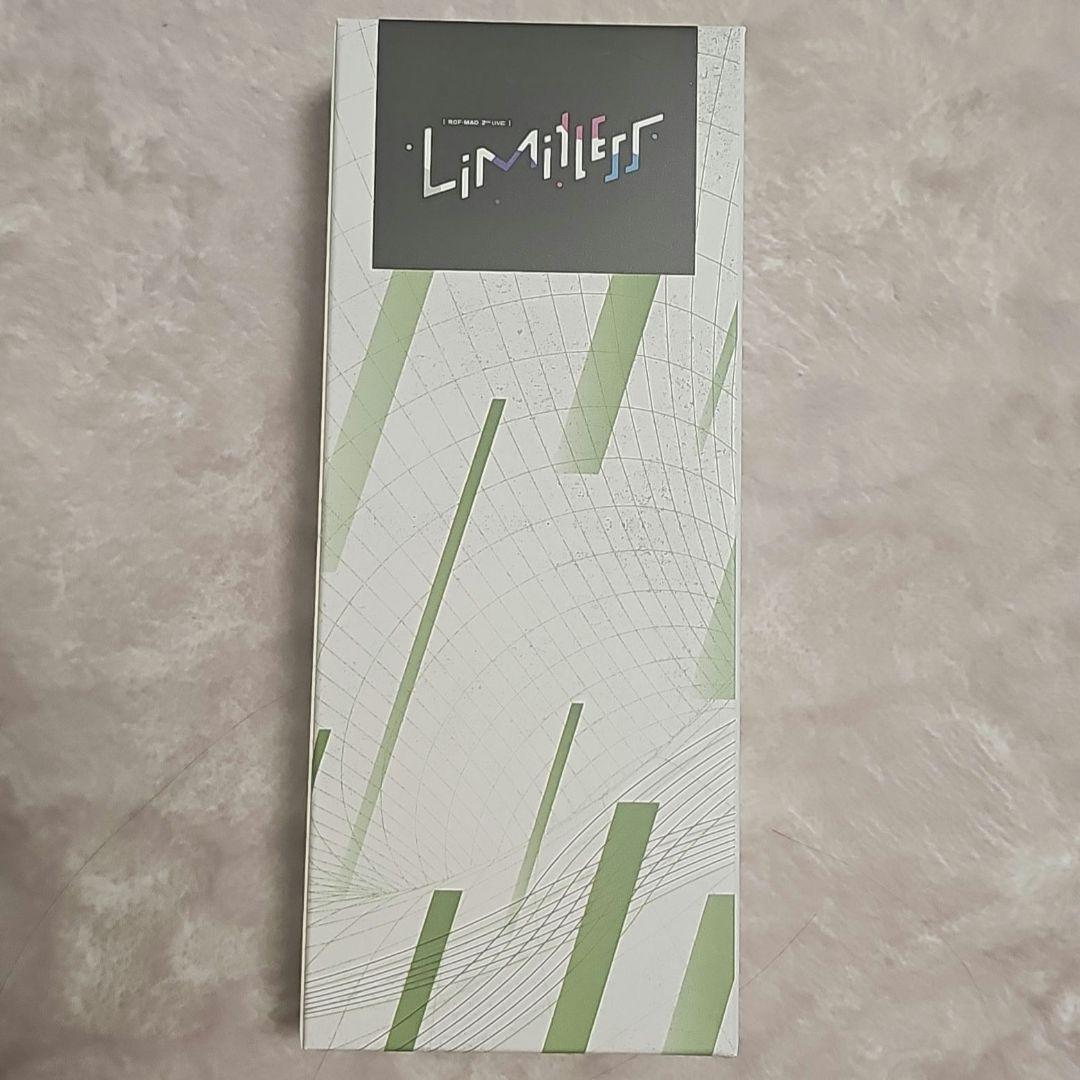 [ ROF-MAO 2nd LIVE ]
LiMiTLESS